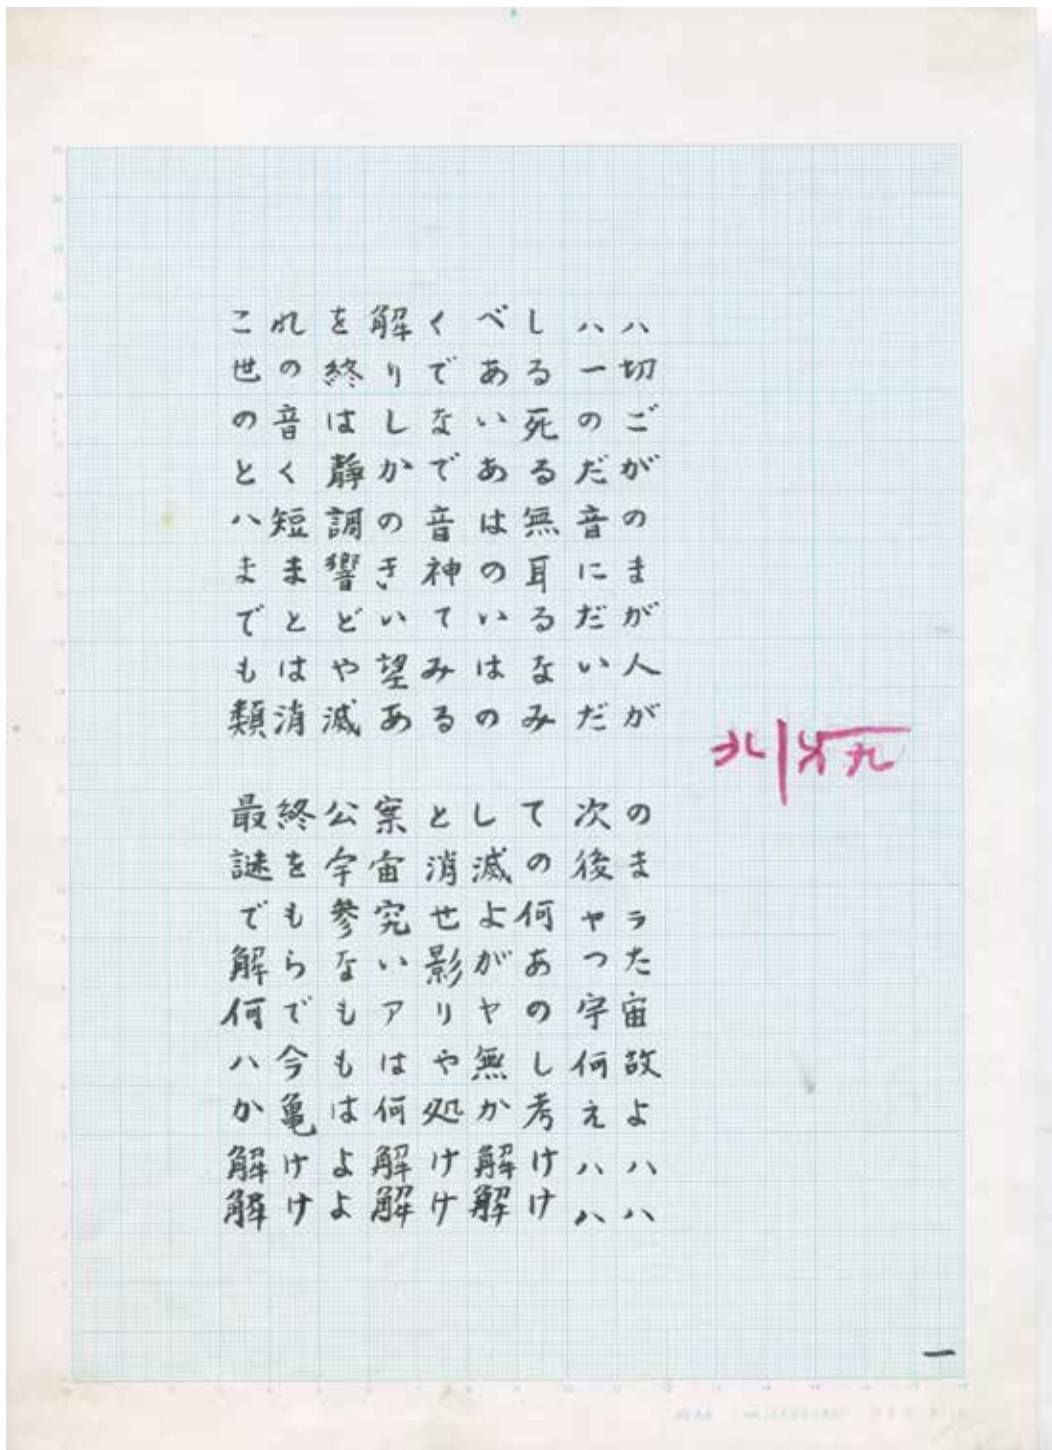 これを解くべしハハ
世の終りである一切
の音はしない死のご
とく静かであるだが
ハ短調の音は無音の
まま響き神の耳にま
でとどいているだが
もはや望みはない人
類消滅あるのみだが
最終公案として次の
謎を宇宙消滅の後ま
でも参究せよ何ヤラ
解らない影があった
何でもアリヤの宇宙
ハ今もはや無し何故
か亀は何処か考えよ
解けよ解け解けハハ
解けよ解け解けハハ
一